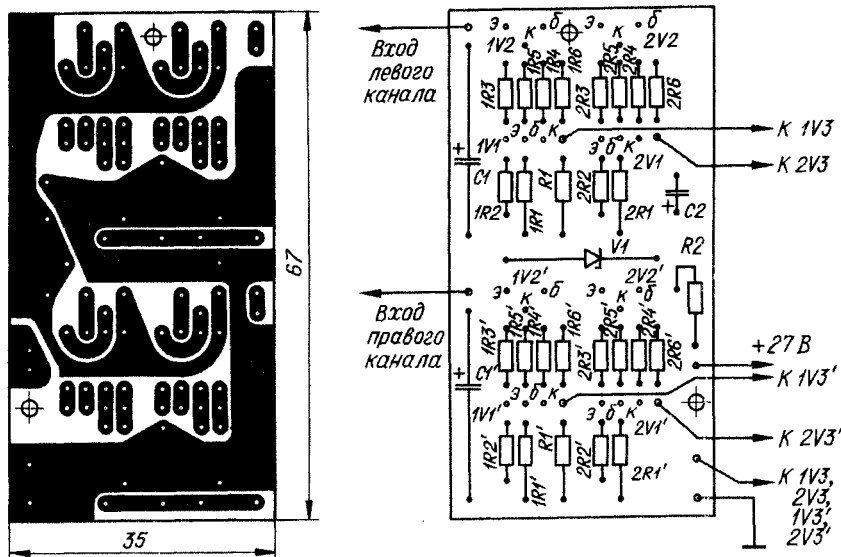 67
35
Вход
левого
канала
э к б
1V2
э к б
2V2
1R3
1R5
1R4
1R6
2R3
2R5
2R4
2R6
К 1V3
К 2V3
1V1
э б к
э б к
2V1
+
C1
1R2
1R1
R1
2R2
2R1
+
C2
V1
R2
Вход
правого
канала
э к б
1V2'
э к б
2V2'
1R3'
1R5'
1R4'
1R6'
2R3'
2R5'
2R4'
2R6'
+27 В
К 1V3'
+
C1'
1V1'
э б к
э б к
2V1'
К 2V3'
1R2'
1R1'
R1'
2R2'
2R1'
К 1V3,
2V3,
1V3'
2V3'